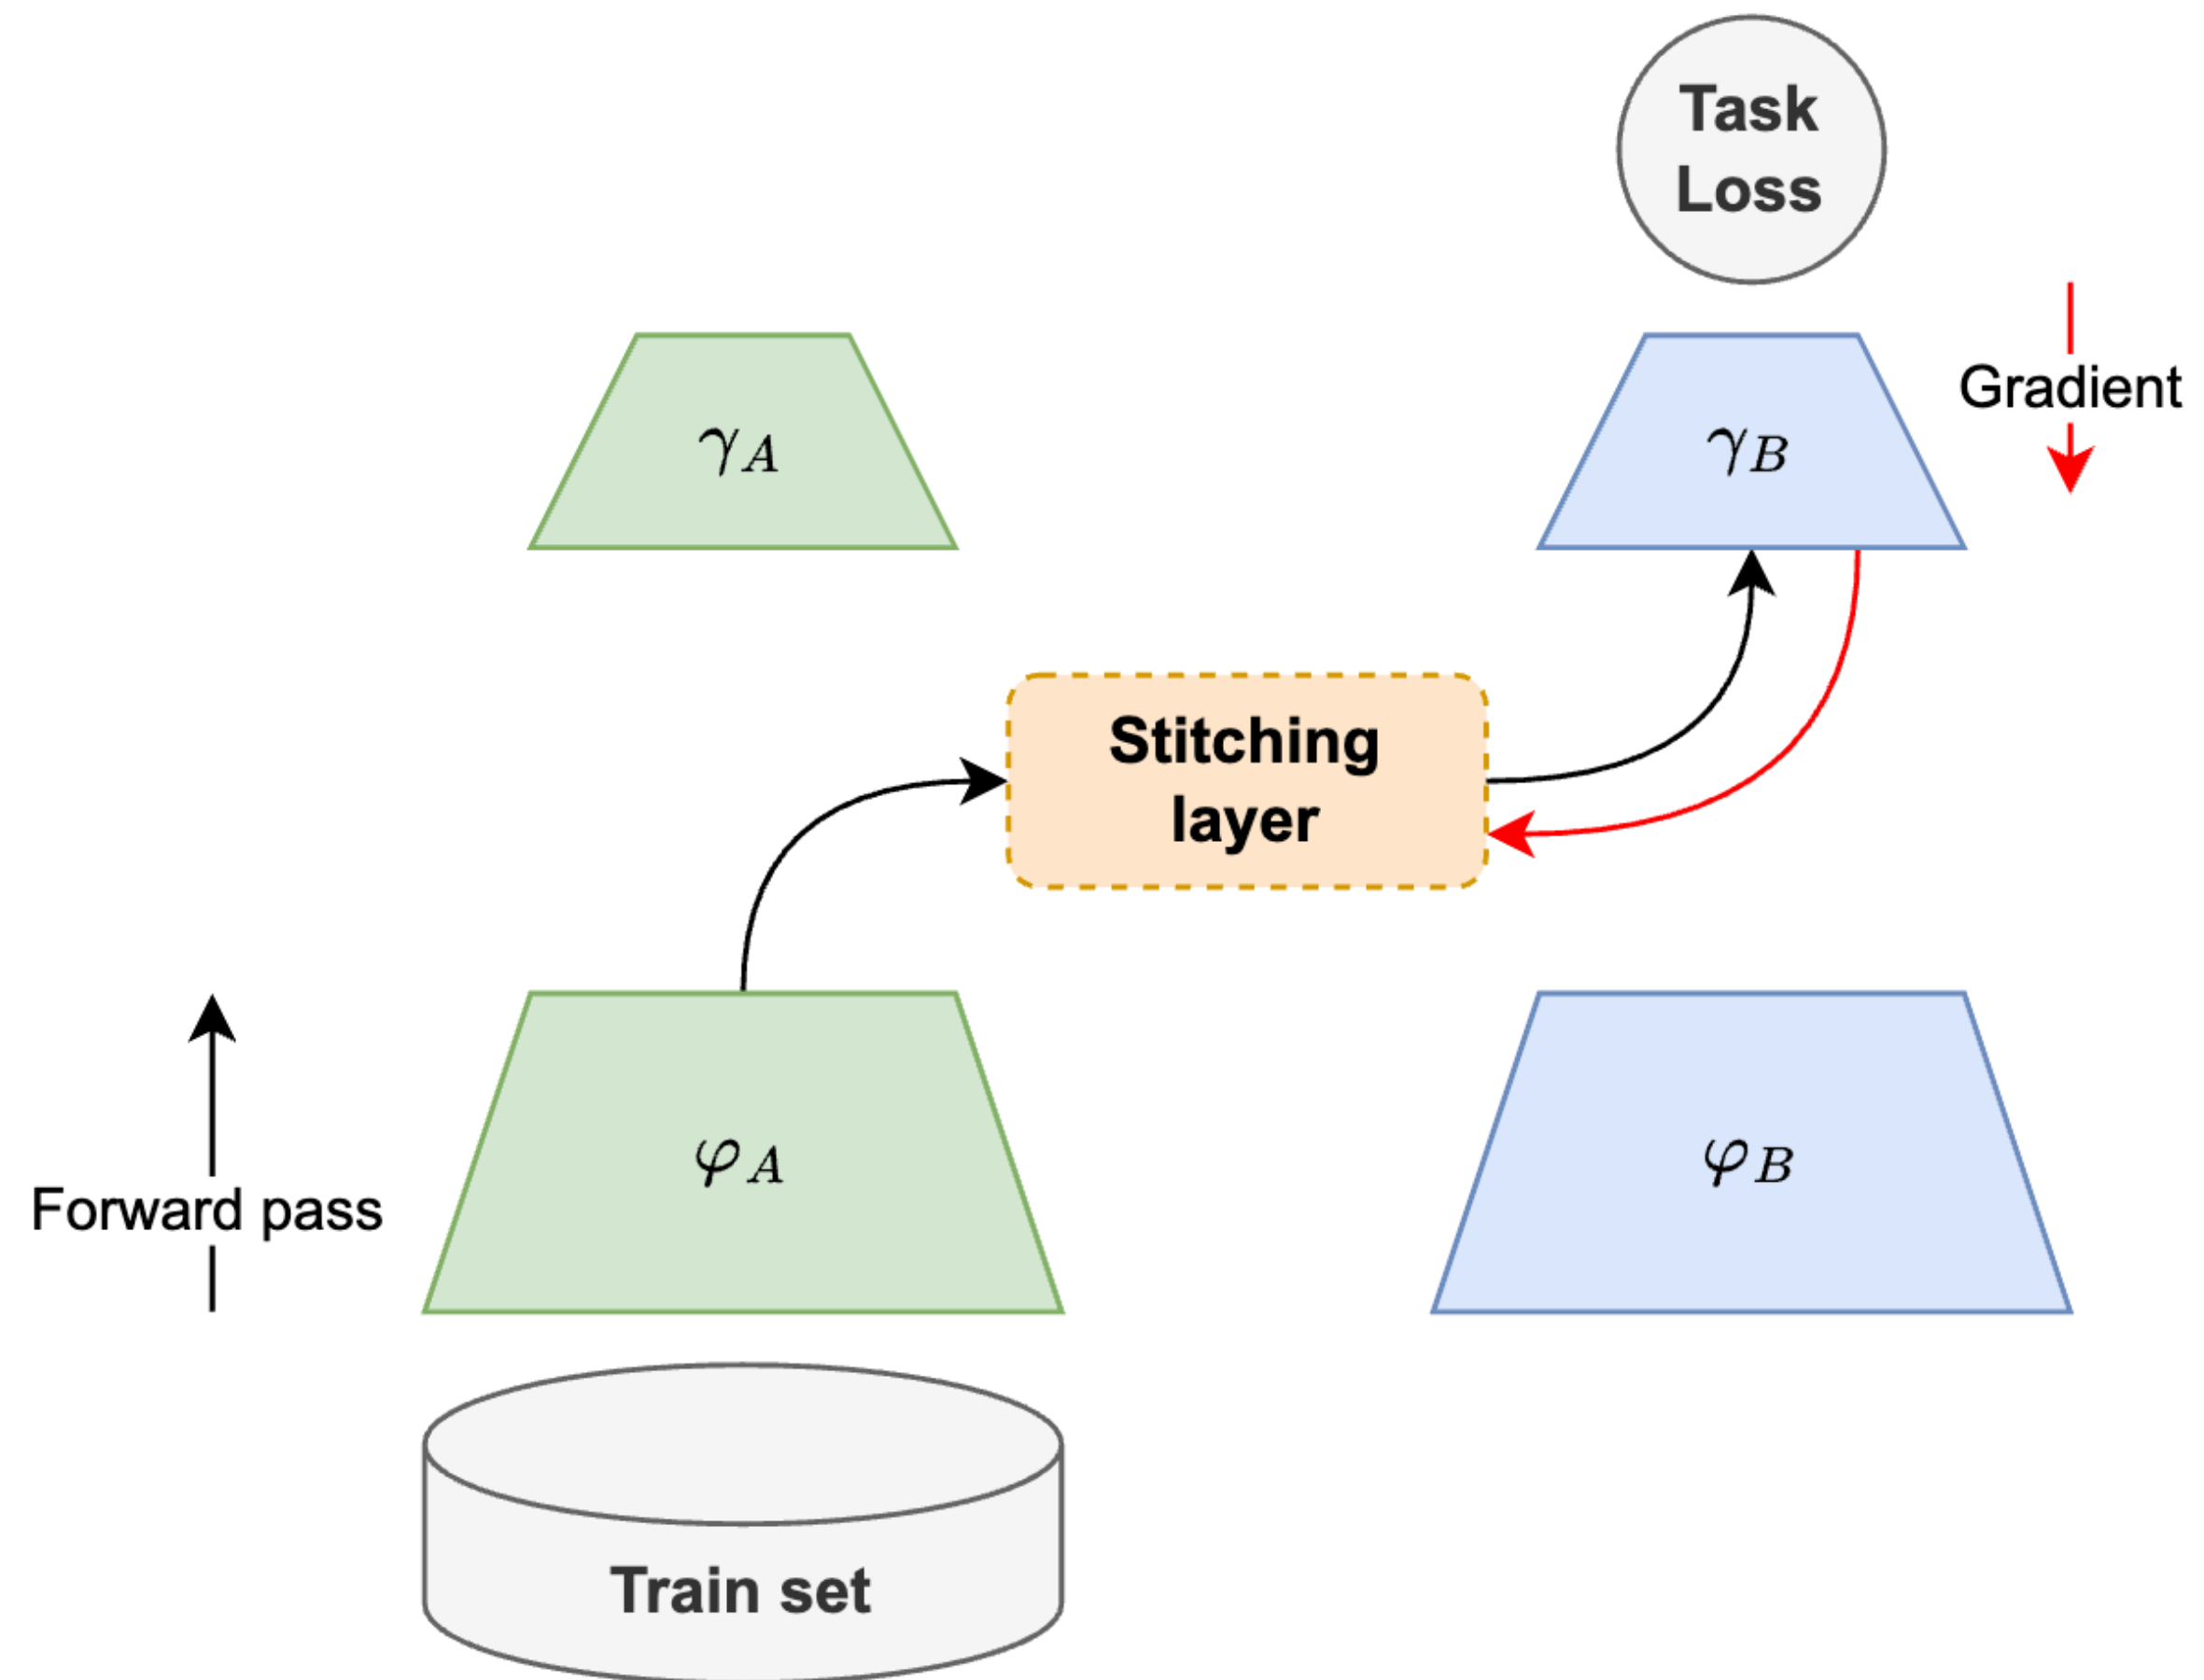 Task
Loss
γA
γB
Gradient
Stitching
layer
φA
φB
Forward pass
Train set